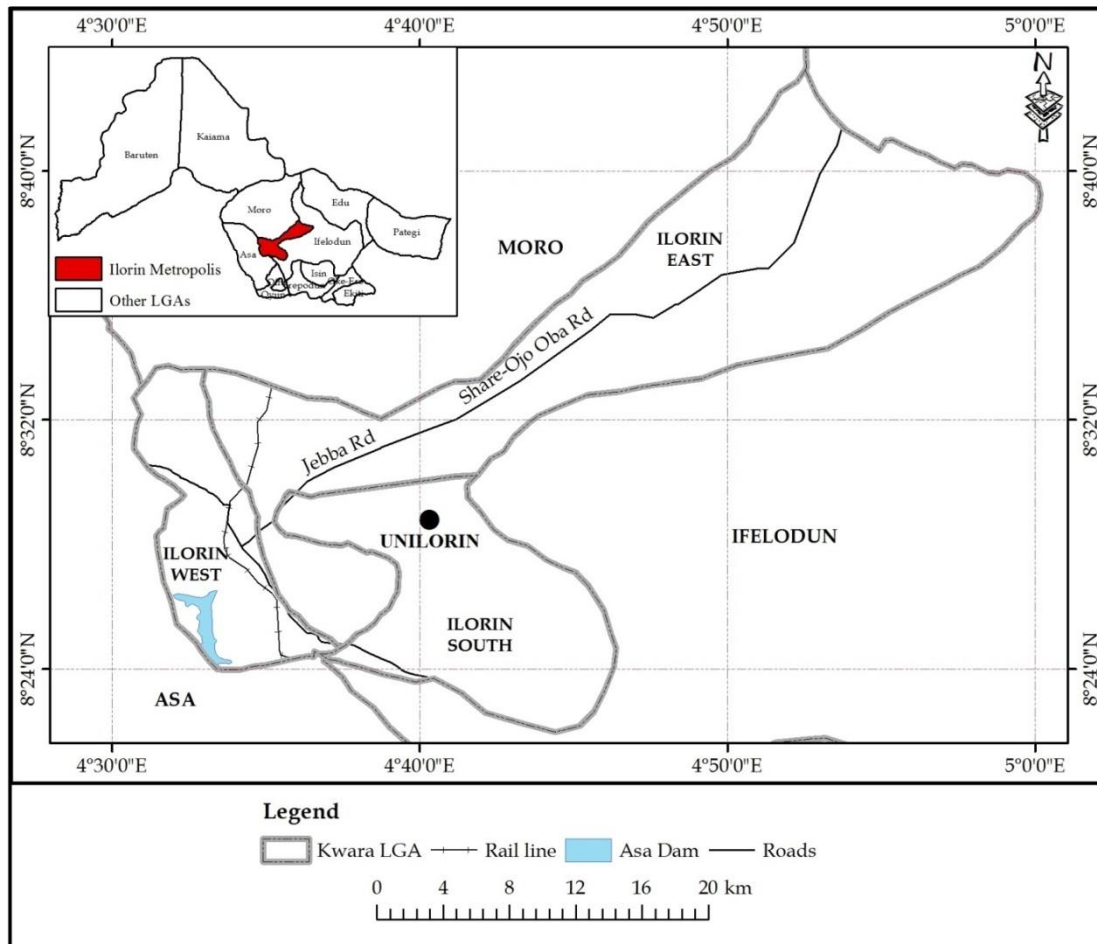 4°30'0"E
4°40'0"E
4°50'0"E
5°0'0"E
8°40'0"N
8°32'0"N
8°24'0"N
8°40'0"N
8°32'0"N
8°24'0"N
N
Baruten
Kaiama
Moro
Edu
Pategi
Asa
Ifelodun
Isin
Oyun
Ekiti
Ilorin Metropolis
Other LGAs
MORO
ILORIN
EAST
Share-Ojo Oba Rd
Jebba Rd
UNILORIN
IFELODUN
ILORIN
WEST
ILORIN
SOUTH
ASA
4°30'0"E
4°40'0"E
4°50'0"E
5°0'0"E
Legend
Kwara LGA
Rail line
Asa Dam
Roads
0 4 8 12 16 20 km